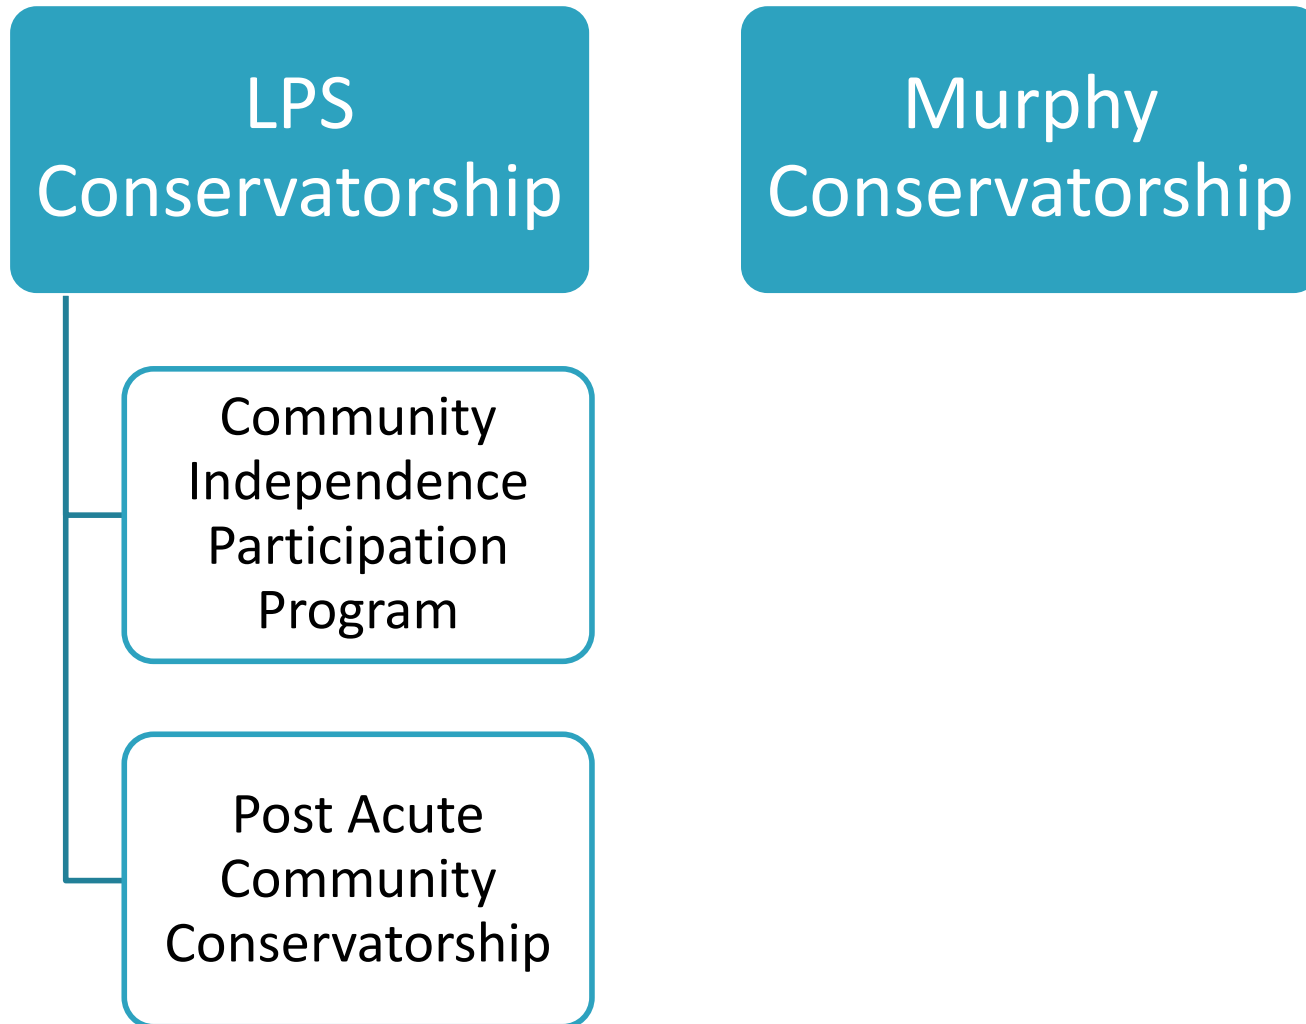 LPS
Conservatorship
Community
Independence
Participation
Program
Post Acute
Community
Conservatorship
Murphy
Conservatorship